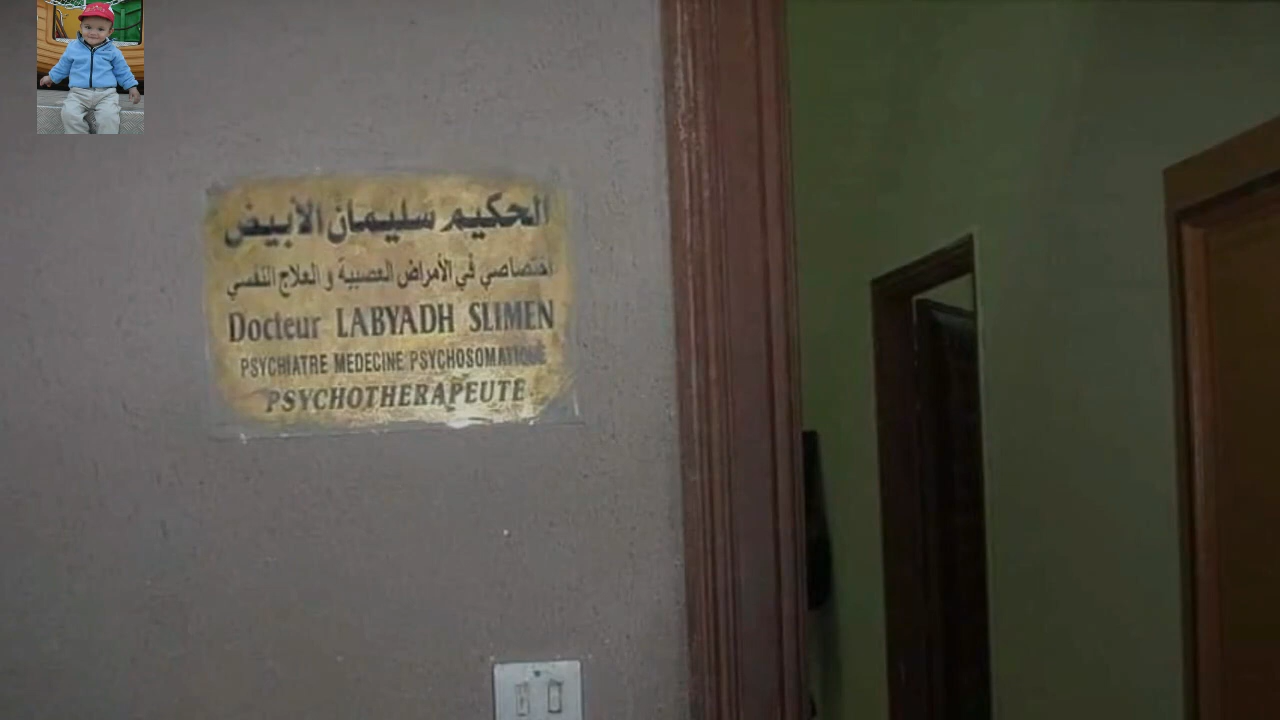 الحكيم سليمان الأبيض
اختصاصي في الأمراض العصبية و العلاج النفسي
Docteur LABYADH SLIMEN
PSYCHIATRE MEDECINE PSYCHOSOMATIQUE
PSYCHOTHERAPEUTE